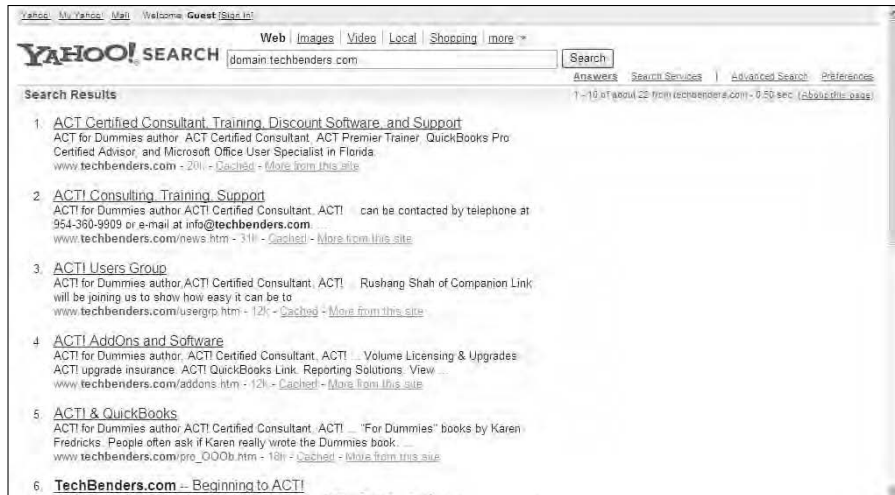 Yahoo! My Yahoo! Mail Welcome, Guest [Sign In]
Web | Images | Video | Local | Shopping | more
YAHOO! SEARCH
domain:techbenders.com
Search
Answers Search Services | Advanced Search Preferences
Search Results
1 - 10 of about 22 from techbenders.com - 0.50 sec. (About this page)
1. ACT Certified Consultant, Training, Discount Software, and Support
ACT for Dummies author. ACT Certified Consultant, ACT Premier Trainer, QuickBooks Pro
Certified Advisor, and Microsoft Office User Specialist in Florida.
www.techbenders.com - 20k - Cached - More from this site
2. ACT! Consulting, Training, Support
ACT! for Dummies author ACT! Certified Consultant, ACT! ... can be contacted by telephone at
954-360-9909 or e-mail at info@techbenders.com. ...
www.techbenders.com/news.htm - 31k - Cached - More from this site
3. ACT! Users Group
ACT! for Dummies author,ACT! Certified Consultant, ACT! ... Rushang Shah of Companion Link
will be joining us to show how easy it can be to
www.techbenders.com/usergrp.htm - 12k - Cached - More from this site
4. ACT! AddOns and Software
ACT! for Dummies author, ACT! Certified Consultant, ACT! ... Volume Licensing & Upgrades.
ACT! upgrade insurance. ACT! QuickBooks Link. Reporting Solutions. View ...
www.techbenders.com/addons.htm - 12k - Cached - More from this site
5. ACT! & QuickBooks
ACT! for Dummies author ACT! Certified Consultant, ACT! ... "For Dummies" books by Karen
Fredricks. People often ask if Karen really wrote the Dummies book. ...
www.techbenders.com/pro_OOOb.htm - 18k - Cached - More from this site
6. TechBenders.com -- Beginning to ACT!